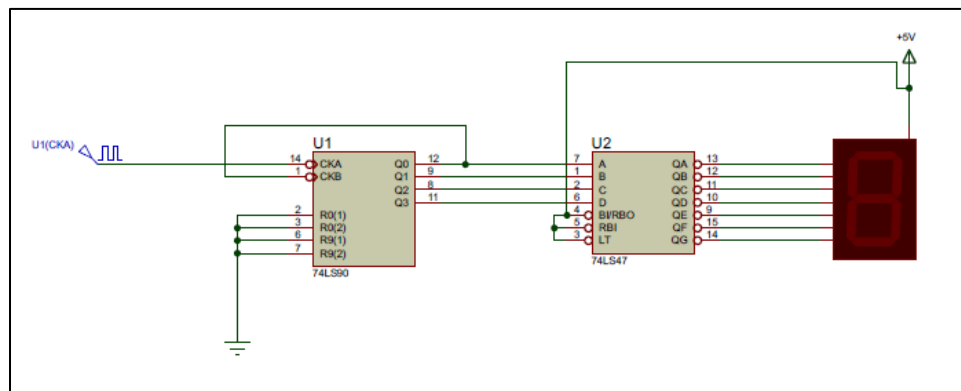 +5V
U1(CKA)
U1
14 CKA Q0 12
1 CKB Q1 9
Q2 8
Q3 11
2 R0(1)
3 R0(2)
6 R9(1)
7 R9(2)
74LS90
U2
7 A QA 13
1 B QB 12
2 C QC 11
6 D QD 10
4 BI/RBO QE 9
5 RBI QF 15
3 LT QG 14
74LS47